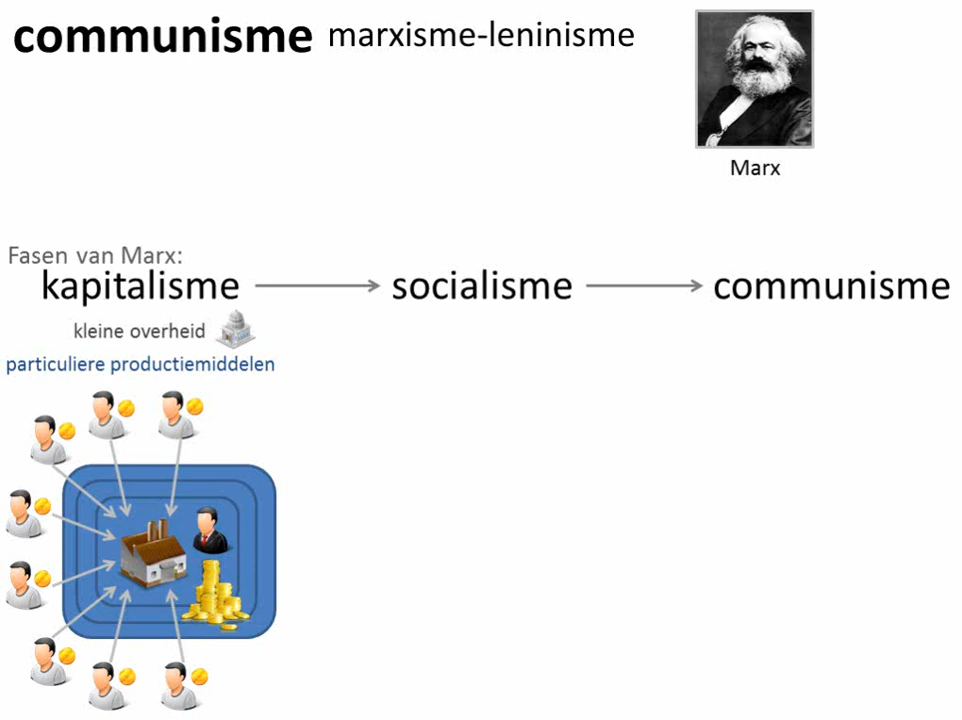 communisme marxisme-leninisme
Marx
Fasen van Marx:
kapitalisme socialisme communisme
kleine overheid
particuliere productiemiddelen